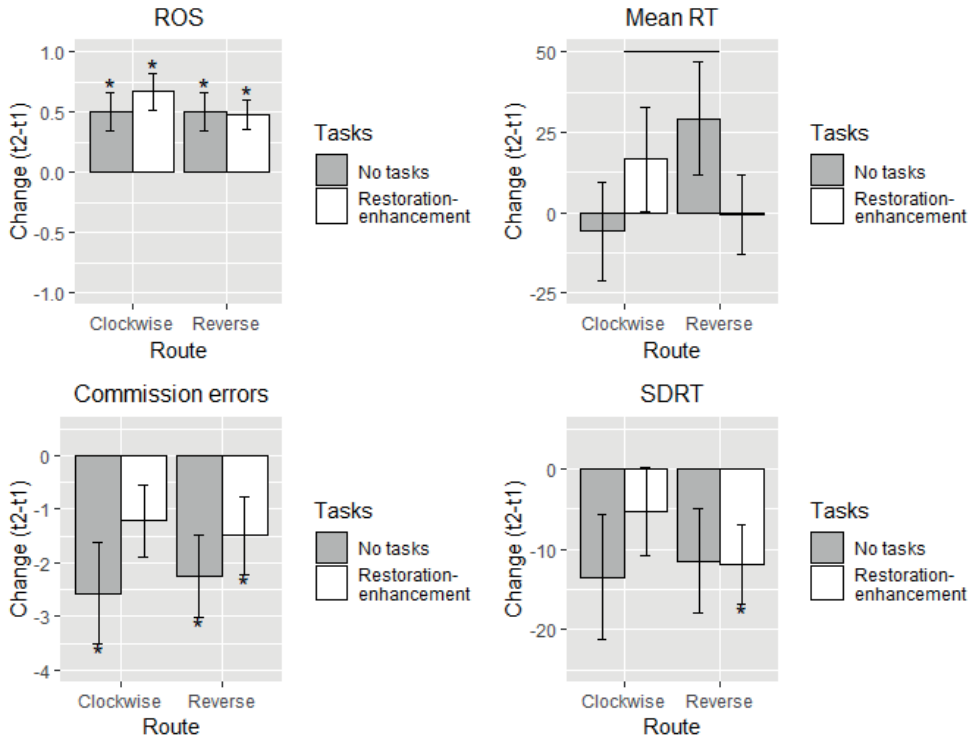 ROS
Change (t2-t1)
1.0
0.5
0.0
-0.5
-1.0
*
*
*
*
Clockwise Reverse
Route
Tasks
No tasks
Restoration-
enhancement
Mean RT
Change (t2-t1)
50
25
0
-25
Clockwise Reverse
Route
Tasks
No tasks
Restoration-
enhancement
Commission errors
Change (t2-t1)
0
-1
-2
-3
-4
*
*
*
Clockwise Reverse
Route
Tasks
No tasks
Restoration-
enhancement
SDRT
Change (t2-t1)
0
-10
-20
*
Clockwise Reverse
Route
Tasks
No tasks
Restoration-
enhancement